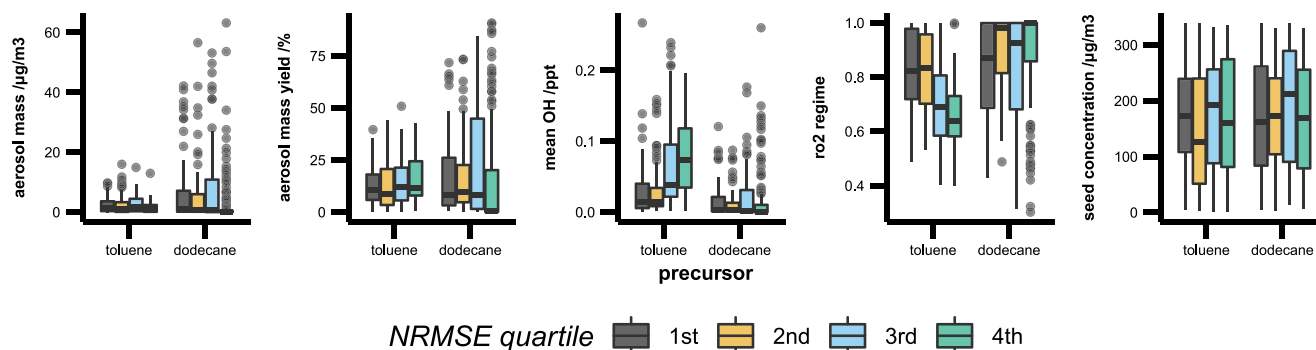 aerosol mass /µg/m3
60
40
20
0
toluene dodecane
aerosol mass yield /%
75
50
25
0
toluene dodecane
mean OH /ppt
0.2
0.1
0.0
toluene dodecane
ro2 regime
1.0
0.8
0.6
0.4
toluene dodecane
seed concentration /µg/m3
300
200
100
0
toluene dodecane
precursor
NRMSE quartile 1st 2nd 3rd 4th